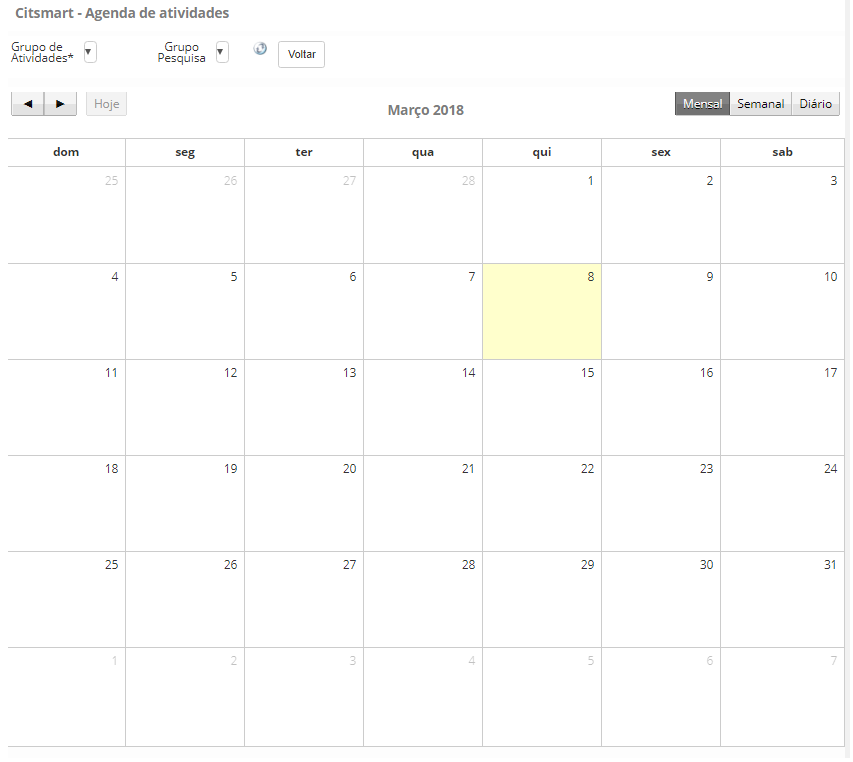 Citsmart - Agenda de atividades
Grupo de
Atividades*
Grupo
Pesquisa
Voltar
Hoje
Março 2018
Mensal Semanal Diário
dom seg ter qua qui sex sab
25 26 27 28 1 2 3
4 5 6 7 8 9 10
11 12 13 14 15 16 17
18 19 20 21 22 23 24
25 26 27 28 29 30 31
1 2 3 4 5 6 7